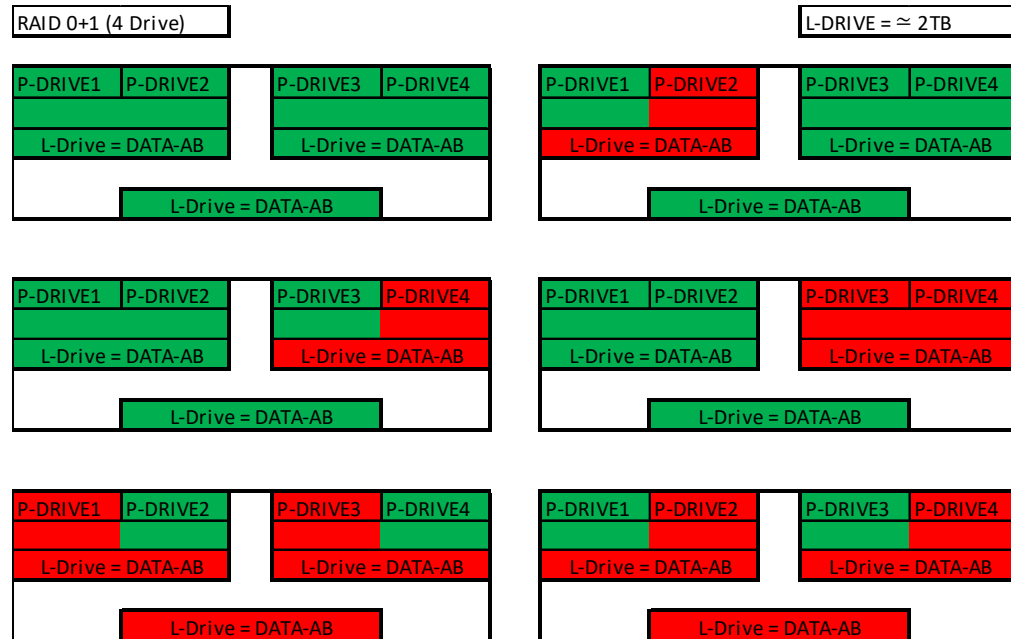 RAID 0+1 (4 Drive) L-DRIVE = ≃ 2TB
P-DRIVE1 P-DRIVE2 P-DRIVE3 P-DRIVE4 P-DRIVE1 P-DRIVE2 P-DRIVE3 P-DRIVE4
L-Drive = DATA-AB L-Drive = DATA-AB L-Drive = DATA-AB L-Drive = DATA-AB
L-Drive = DATA-AB L-Drive = DATA-AB
P-DRIVE1 P-DRIVE2 P-DRIVE3 P-DRIVE4 P-DRIVE1 P-DRIVE2 P-DRIVE3 P-DRIVE4
L-Drive = DATA-AB L-Drive = DATA-AB L-Drive = DATA-AB L-Drive = DATA-AB
L-Drive = DATA-AB L-Drive = DATA-AB
P-DRIVE1 P-DRIVE2 P-DRIVE3 P-DRIVE4 P-DRIVE1 P-DRIVE2 P-DRIVE3 P-DRIVE4
L-Drive = DATA-AB L-Drive = DATA-AB L-Drive = DATA-AB L-Drive = DATA-AB
L-Drive = DATA-AB L-Drive = DATA-AB